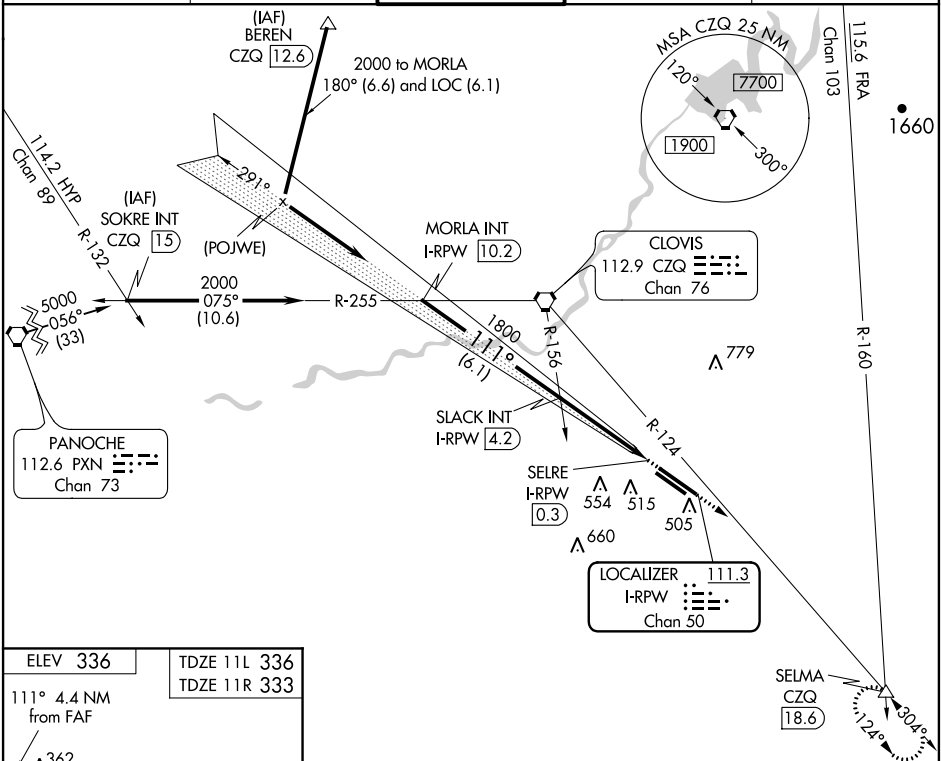 (IAF)
BEREN
CZQ 12.6
2000 to MORLA
180° (6.6) and LOC (6.1)
MSA CZQ 25 NM
120°
7700
1900
300°
115.6 FRA
Chan 103
1660
114.2 HYP
Chan 89
R-132
(IAF)
SOKRE INT
CZQ 15
291°
(POJWE)
MORLA INT
I-RPW 10.2
CLOVIS
112.9 CZQ
Chan 76
5000
056°
(33)
2000
075°
(10.6)
R-255
1800
111°
(6.1)
R-156
R-160
779
SLACK INT
I-RPW 4.2
R-124
PANOCHE
112.6 PXN
Chan 73
SELRE
I-RPW
0.3
554
515
505
660
LOCALIZER 111.3
I-RPW
Chan 50
ELEV 336
TDZE 11L 336
TDZE 11R 333
111° 4.4 NM
from FAF
362
SELMA
CZQ
18.6
304°
124°